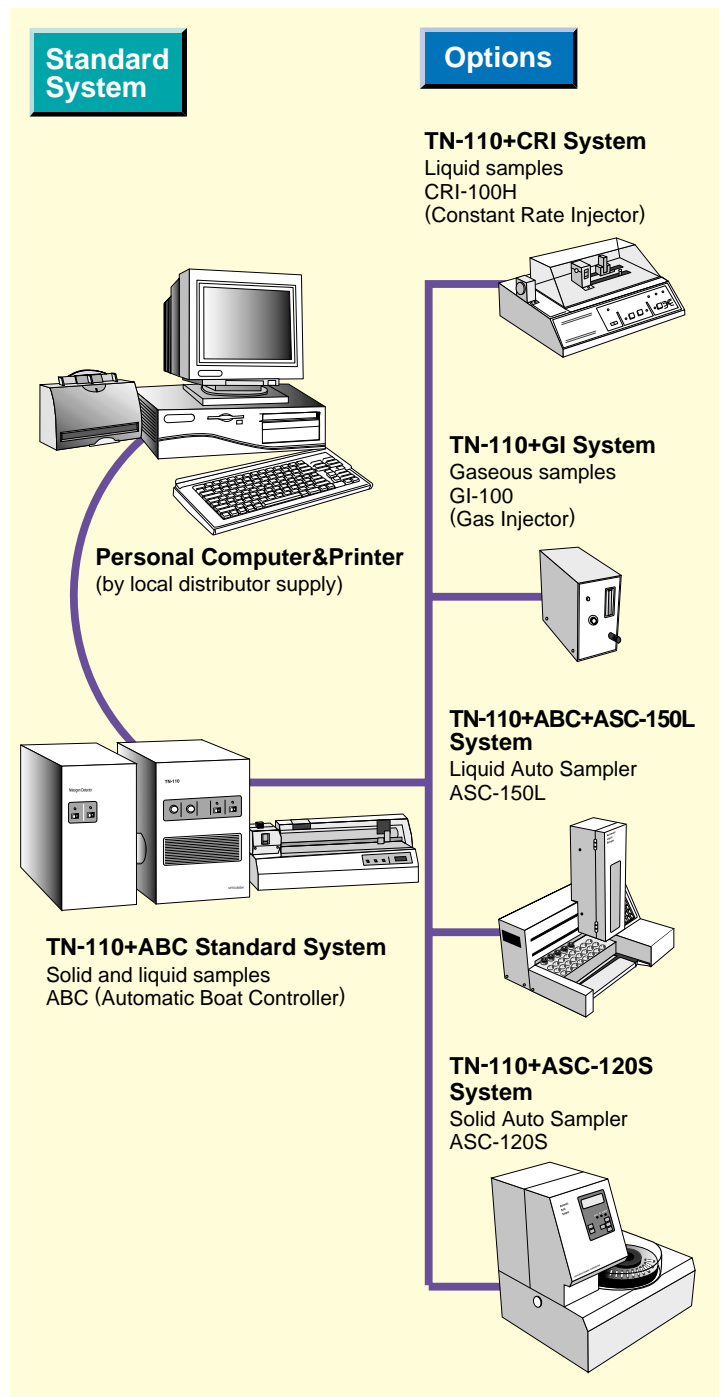 Standard
System
Options
TN-110+CRI System
Liquid samples
CRI-100H
(Constant Rate Injector)
TN-110+GI System
Gaseous samples
GI-100
(Gas Injector)
Personal Computer&Printer
(by local distributor supply)
TN-110+ABC+ASC-150L
System
Liquid Auto Sampler
ASC-150L
Nitrogen Detector
TN-110
TN-110+ABC Standard System
Solid and liquid samples
ABC (Automatic Boat Controller)
TN-110+ASC-120S
System
Solid Auto Sampler
ASC-120S